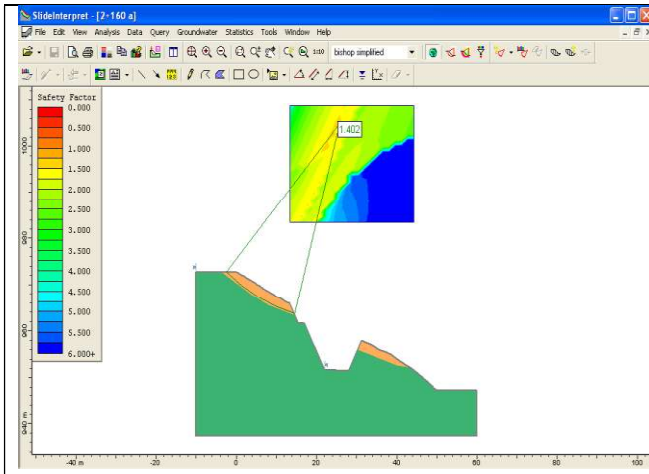 SlideInterpret - [2+160 a]
File Edit View Analysis Data Query Groundwater Statistics Tools Window Help
1:10 bishop simplified
Safety Factor
0.000
0.500
1.000
1.500
2.000
2.500
3.000
3.500
4.000
4.500
5.000
5.500
6.000+
1.402
1000
980
960
940 m
-40 m -20 0 20 40 60 80 100